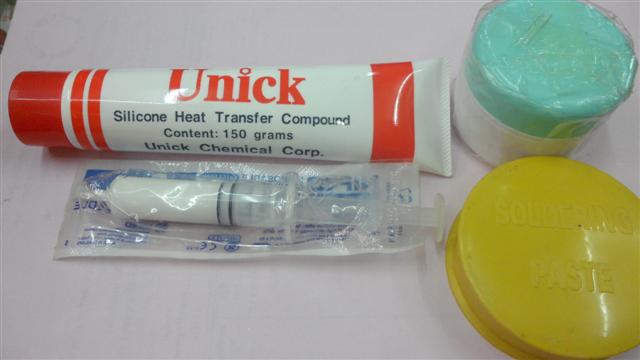 Unick
Silicone Heat Transfer Compound
Content: 150 grams
Unick Chemical Corp.
SOLDERING
PASTE